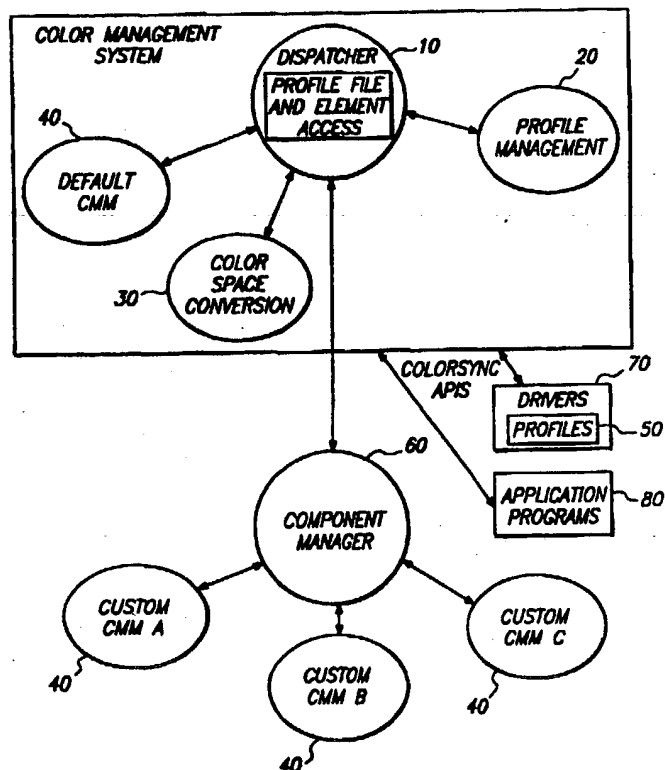 COLOR MANAGEMENT
SYSTEM
DISPATCHER
10
PROFILE FILE
AND ELEMENT
ACCESS
20
PROFILE
MANAGEMENT
40
DEFAULT
CMM
COLOR
SPACE
CONVERSION
30
COLORSYNC
APIS
70
DRIVERS
PROFILES
50
60
COMPONENT
MANAGER
APPLICATION
PROGRAMS
80
CUSTOM
CMM A
40
CUSTOM
CMM B
40
CUSTOM
CMM C
40